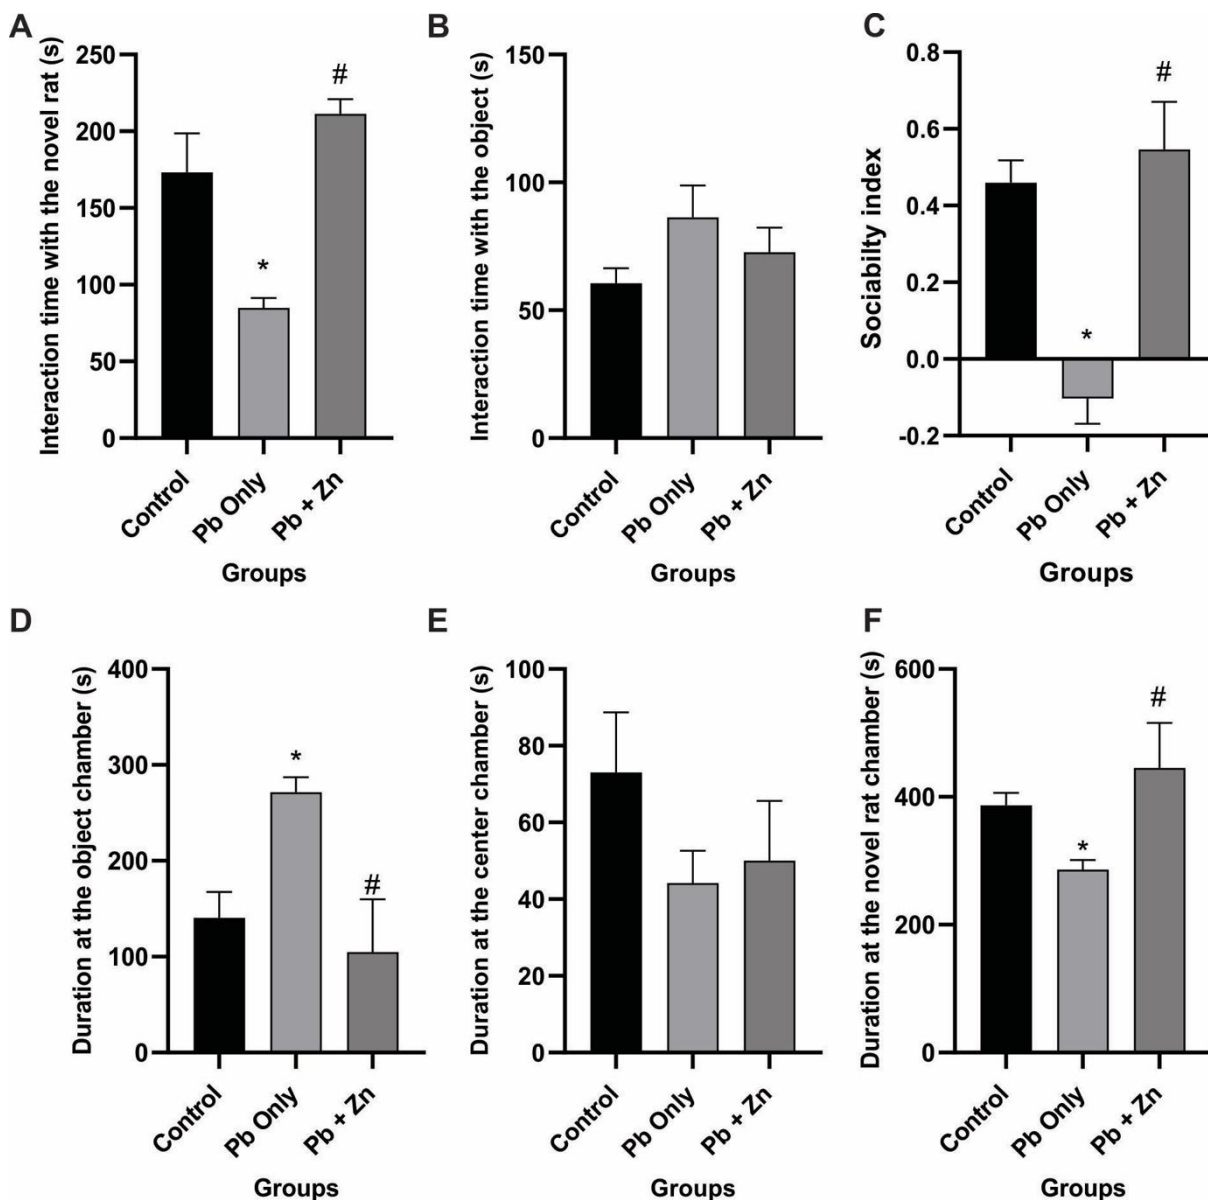 A
Interaction time with the novel rat (s)
250
200
150
100
50
0
*
#
Control
Pb Only
Pb + Zn
Groups
B
Interaction time with the object (s)
150
100
50
0
Control
Pb Only
Pb + Zn
Groups
C
Sociabilty index
0.8
0.6
0.4
0.2
0.0
-0.2
*
#
Control
Pb Only
Pb + Zn
Groups
D
Duration at the object chamber (s)
400
300
200
100
0
*
#
Control
Pb Only
Pb + Zn
Groups
E
Duration at the center chamber (s)
100
80
60
40
20
0
Control
Pb Only
Pb + Zn
Groups
F
Duration at the novel rat chamber (s)
600
400
200
0
*
#
Control
Pb Only
Pb + Zn
Groups